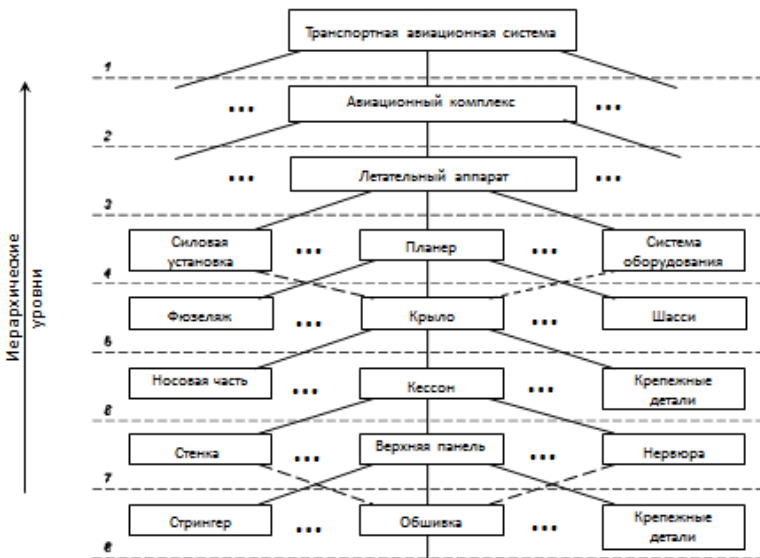 Транспортная авиационная система
1
... Авиационный комплекс ...
2
... Летательный аппарат ...
3
Силовая
установка
... Планер ...
Система
оборудования
4
Фюзеляж ... Крыло ... Шасси
5
Носовая часть ... Кессон ...
Крепежные
детали
6
Стенка ... Верхняя панель ... Нервюра
7
Стрингер ... Обшивка ...
Крепежные
детали
8
Иерархические
уровни